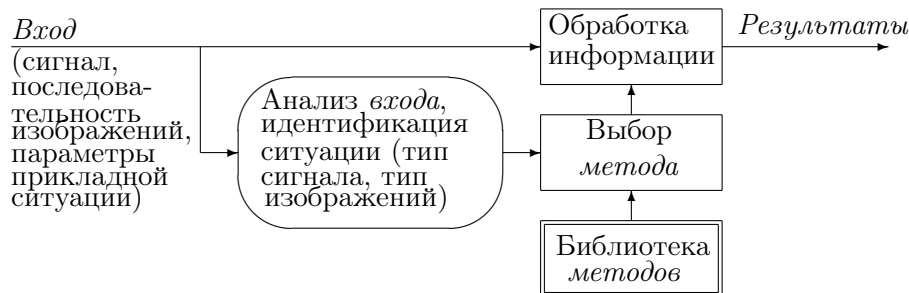 Вход
(сигнал,
последова-
тельность
изображений,
параметры
прикладной
ситуации)
Анализ входа,
идентификация
ситуации (тип
сигнала, тип
изображений)
Обработка
информации
Результаты
Выбор
метода
Библиотека
методов